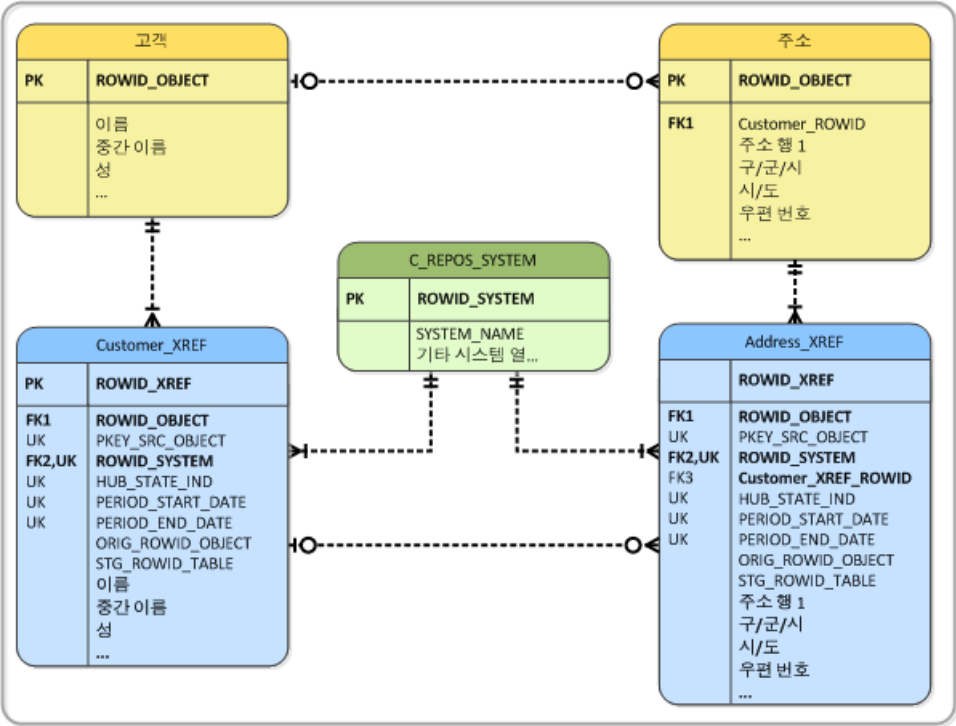 고객
PK ROWID_OBJECT
이름
중간 이름
성
...
주소
PK ROWID_OBJECT
FK1 Customer_ROWID
주소 행 1
구/군/시
시/도
우편 번호
...
C_REPOS_SYSTEM
PK ROWID_SYSTEM
SYSTEM_NAME
기타 시스템 열...
Customer_XREF
PK ROWID_XREF
FK1 ROWID_OBJECT
UK PKEY_SRC_OBJECT
FK2,UK ROWID_SYSTEM
UK HUB_STATE_IND
UK PERIOD_START_DATE
UK PERIOD_END_DATE
ORIG_ROWID_OBJECT
STG_ROWID_TABLE
이름
중간 이름
성
...
Address_XREF
ROWID_XREF
FK1 ROWID_OBJECT
UK PKEY_SRC_OBJECT
FK2,UK ROWID_SYSTEM
FK3 Customer_XREF_ROWID
UK HUB_STATE_IND
UK PERIOD_START_DATE
UK PERIOD_END_DATE
ORIG_ROWID_OBJECT
STG_ROWID_TABLE
주소 행 1
구/군/시
시/도
우편 번호
...